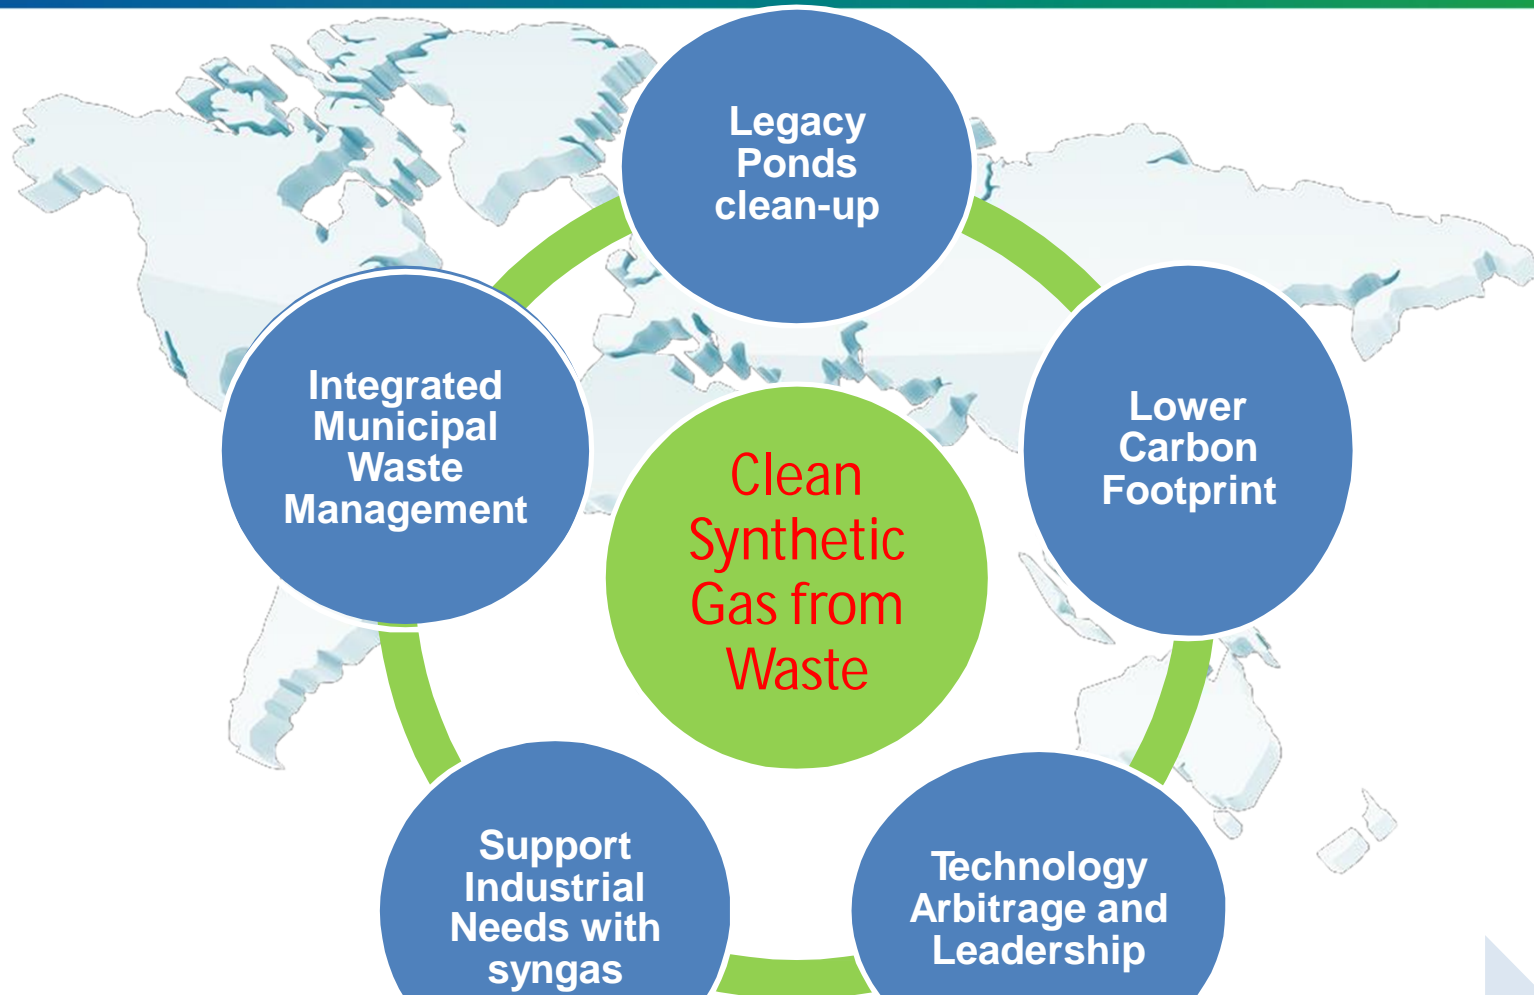 Legacy
Ponds
clean-up
Integrated
Municipal
Waste
Management
Lower
Carbon
Footprint
Clean
Synthetic
Gas from
Waste
Support
Industrial
Needs with
syngas
Technology
Arbitrage and
Leadership